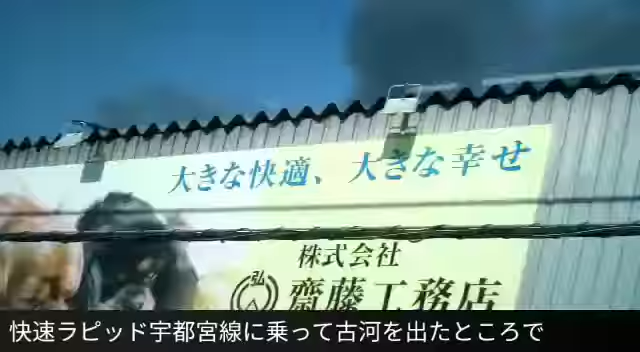 大きな快適、大きな幸せ
株式会社
弘
齋藤工務店
快速ラピッド宇都宮線に乗って古河を出たところで